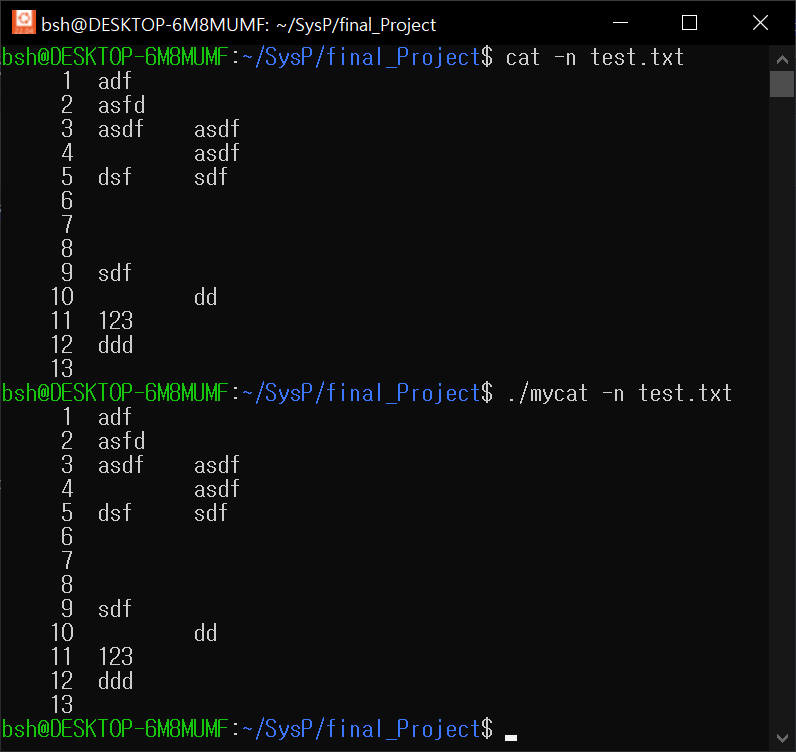 bsh@DESKTOP-6M8MUMF: ~/SysP/final_Project
bsh@DESKTOP-6M8MUMF:~/SysP/final_Project$ cat -n test.txt
     1	adf
     2	asfd
     3	asdf	asdf
     4		asdf
     5	dsf	sdf
     6
     7
     8
     9	sdf
    10		dd
    11	123
    12	ddd
    13
bsh@DESKTOP-6M8MUMF:~/SysP/final_Project$ ./mycat -n test.txt
     1	adf
     2	asfd
     3	asdf	asdf
     4		asdf
     5	dsf	sdf
     6
     7
     8
     9	sdf
    10		dd
    11	123
    12	ddd
    13
bsh@DESKTOP-6M8MUMF:~/SysP/final_Project$